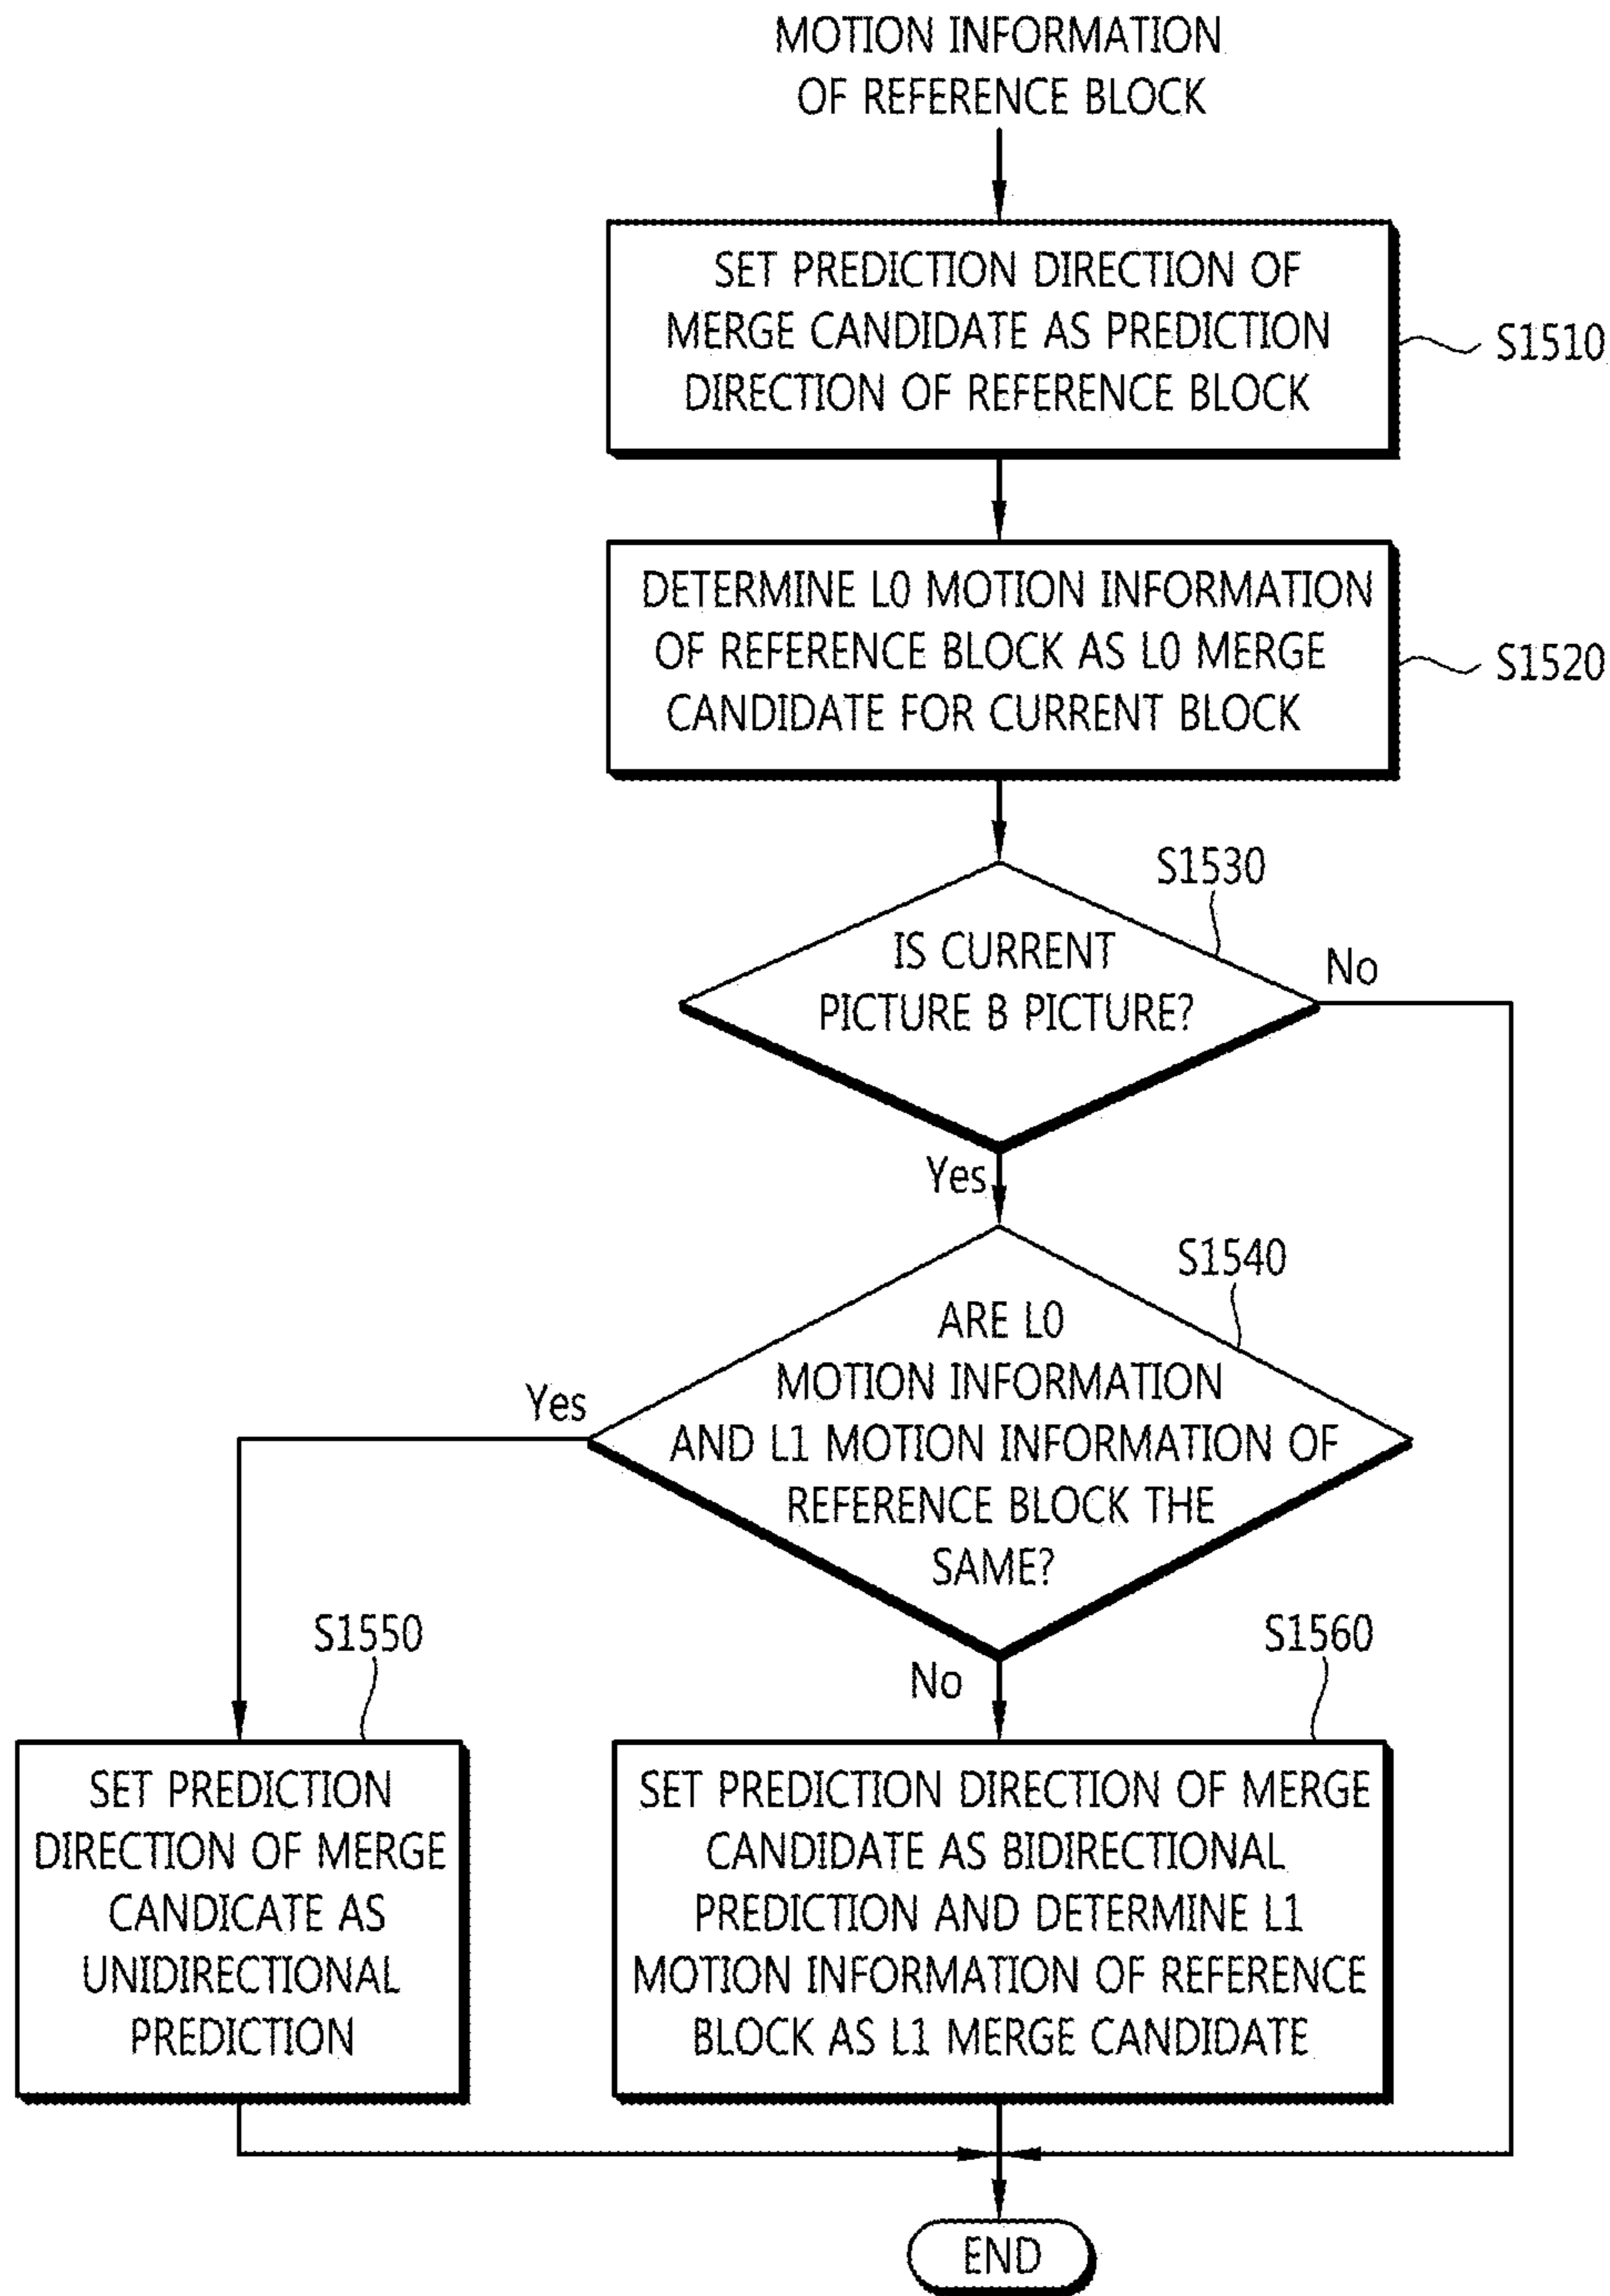 MOTION INFORMATION
OF REFERENCE BLOCK
SET PREDICTION DIRECTION OF
MERGE CANDIDATE AS PREDICTION
DIRECTION OF REFERENCE BLOCK
S1510
DETERMINE L0 MOTION INFORMATION
OF REFERENCE BLOCK AS L0 MERGE
CANDIDATE FOR CURRENT BLOCK
S1520
S1530
IS CURRENT
PICTURE B PICTURE?
No
Yes
S1540
ARE L0
MOTION INFORMATION
AND L1 MOTION INFORMATION OF
REFERENCE BLOCK THE
SAME?
Yes
No
S1550
SET PREDICTION
DIRECTION OF MERGE
CANDICATE AS
UNIDIRECTIONAL
PREDICTION
S1560
SET PREDICTION DIRECTION OF MERGE
CANDIDATE AS BIDIRECTIONAL
PREDICTION AND DETERMINE L1
MOTION INFORMATION OF REFERENCE
BLOCK AS L1 MERGE CANDIDATE
END